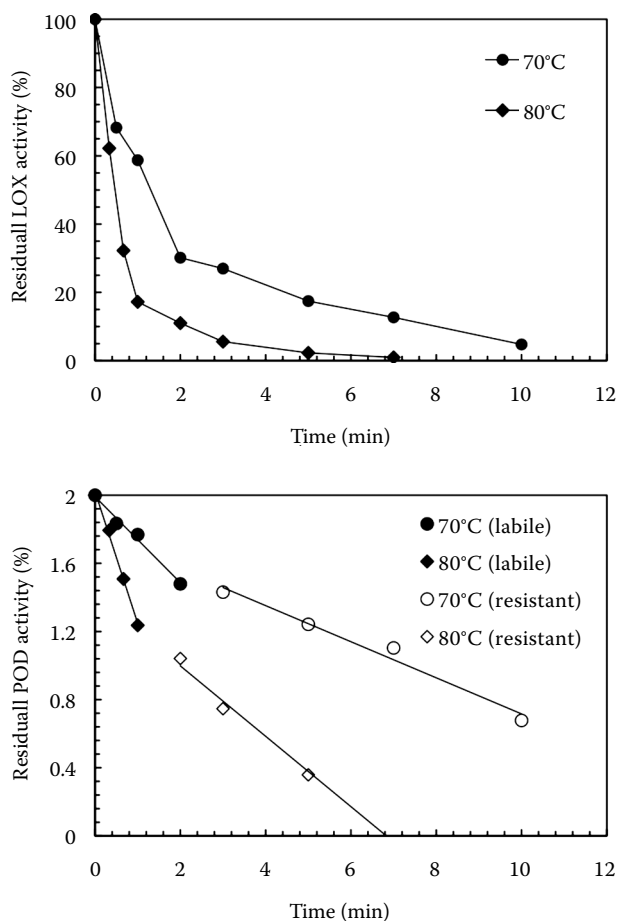 Residuall LOX activity (%)
100
80
60
40
20
0
70°C
80°C
0 2 4 6 8 10 12
Time (min)
Residuall POD activity (%)
2
1.6
1.2
0.8
0.4
0
70°C (labile)
80°C (labile)
70°C (resistant)
80°C (resistant)
0 2 4 6 8 10 12
Time (min)